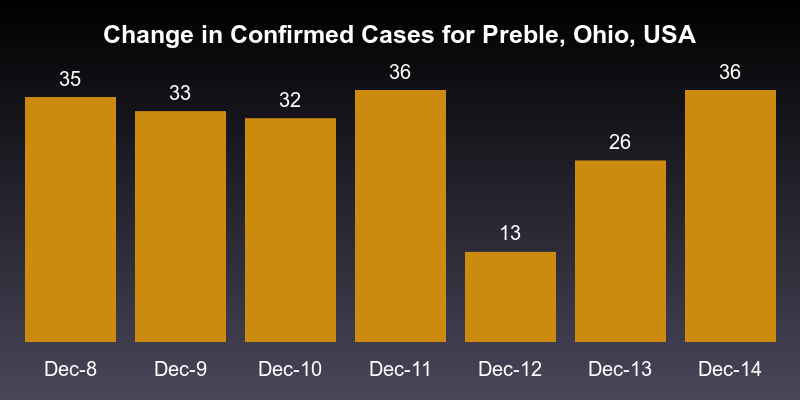 Change in Confirmed Cases for Preble, Ohio, USA
35 33 32 36 13 26 36
Dec-8 Dec-9 Dec-10 Dec-11 Dec-12 Dec-13 Dec-14